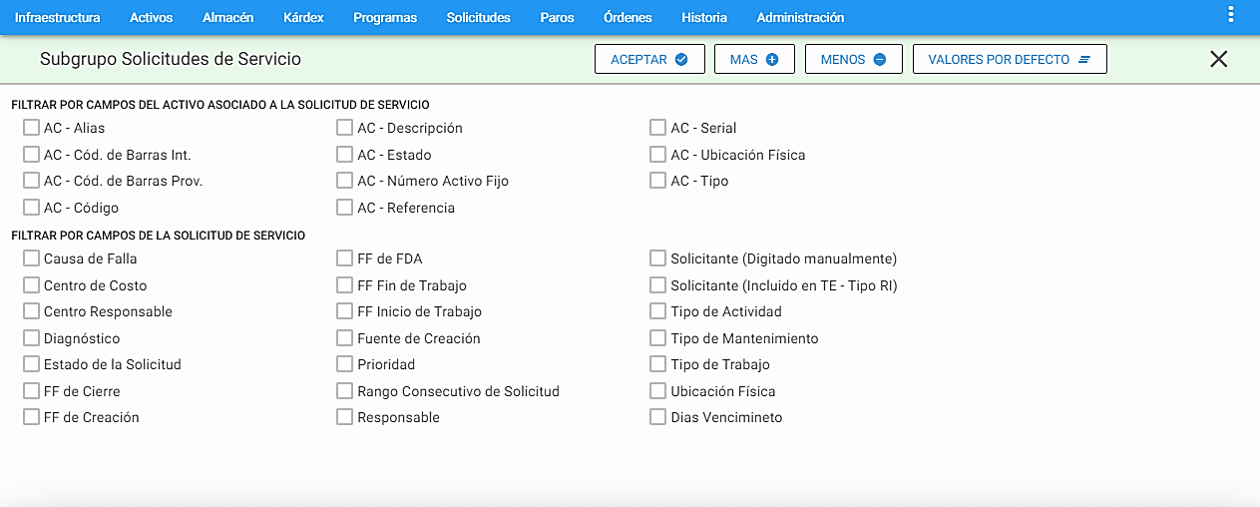 Infraestructura Activos Almacén Kárdex Programas Solicitudes Paros Órdenes Historia Administración
Subgrupo Solicitudes de Servicio ACEPTAR MAS MENOS VALORES POR DEFECTO
FILTRAR POR CAMPOS DEL ACTIVO ASOCIADO A LA SOLICITUD DE SERVICIO
AC - Alias AC - Descripción AC - Serial
AC - Cód. de Barras Int. AC - Estado AC - Ubicación Física
AC - Cód. de Barras Prov. AC - Número Activo Fijo AC - Tipo
AC - Código AC - Referencia
FILTRAR POR CAMPOS DE LA SOLICITUD DE SERVICIO
Causa de Falla FF de FDA Solicitante (Digitado manualmente)
Centro de Costo FF Fin de Trabajo Solicitante (Incluido en TE - Tipo RI)
Centro Responsable FF Inicio de Trabajo Tipo de Actividad
Diagnóstico Fuente de Creación Tipo de Mantenimiento
Estado de la Solicitud Prioridad Tipo de Trabajo
FF de Cierre Rango Consecutivo de Solicitud Ubicación Física
FF de Creación Responsable Dias Vencimineto